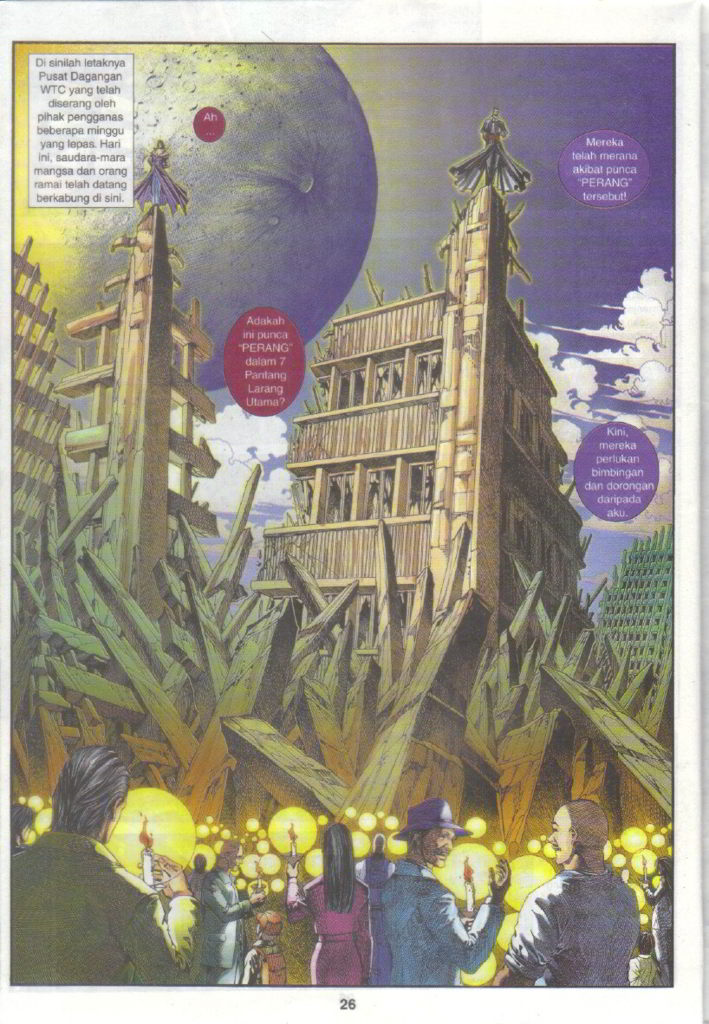 Di sinilah letaknya
Pusat Dagangan
WTC yang telah
diserang oleh
pihak pengganas
beberapa minggu
yang lepas. Hari
ini, saudara-mara
mangsa dan orang
ramai telah datang
berkabung di sini.
Ah
...
Mereka
telah merana
akibat punca
"PERANG"
tersebut!
Adakah
ini punca
"PERANG"
dalam 7
Pantang
Larang
Utama?
Kini,
mereka
perlukan
bimbingan
dan dorongan
daripada
aku.
26